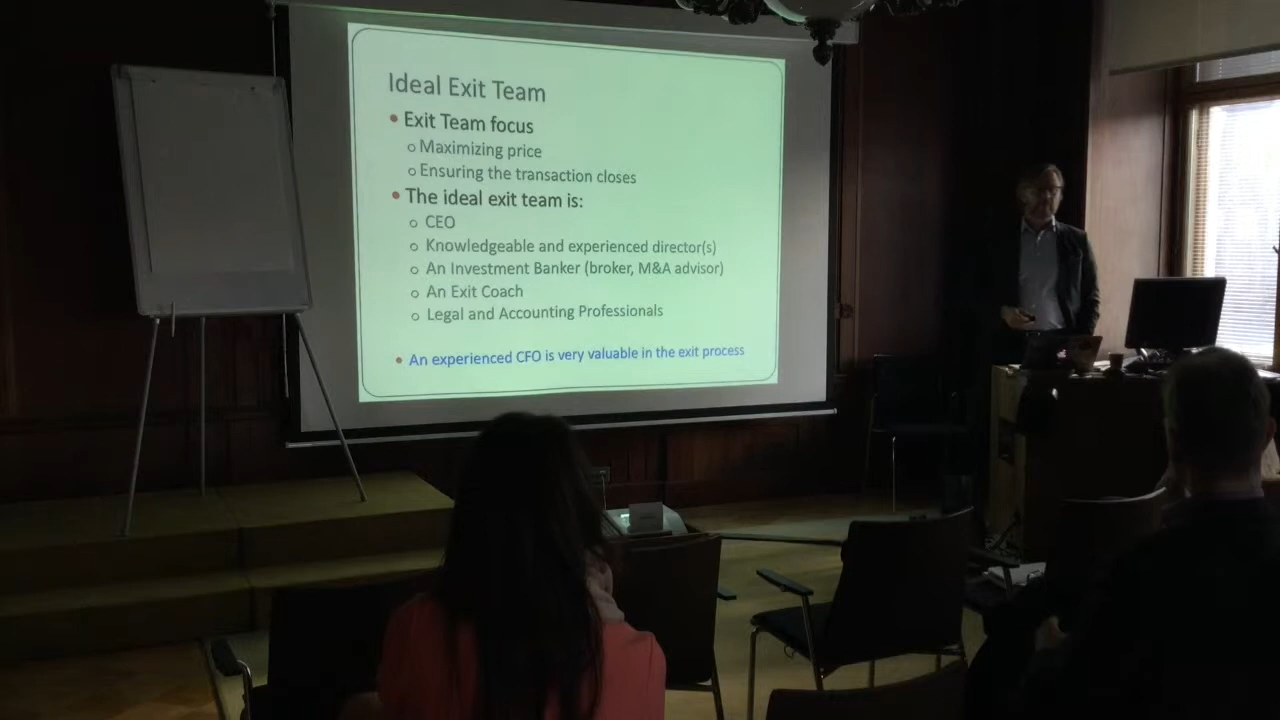 Ideal Exit Team
• Exit Team focus
o Maximizing price
o Ensuring the transaction closes
• The ideal exit team is:
o CEO
o Knowledgeable and experienced director(s)
o An Investment Banker (broker, M&A advisor)
o An Exit Coach
o Legal and Accounting Professionals
• An experienced CFO is very valuable in the exit process